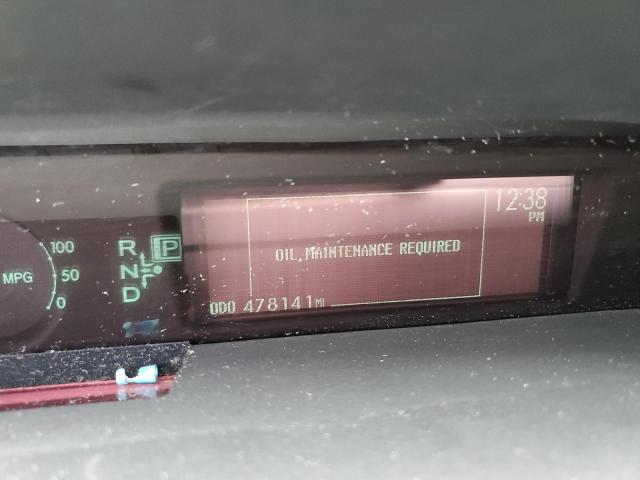 12:38
PM
OIL MAINTENANCE REQUIRED
ODO 478141 MI
100
50
0
MPG
R P
N
D